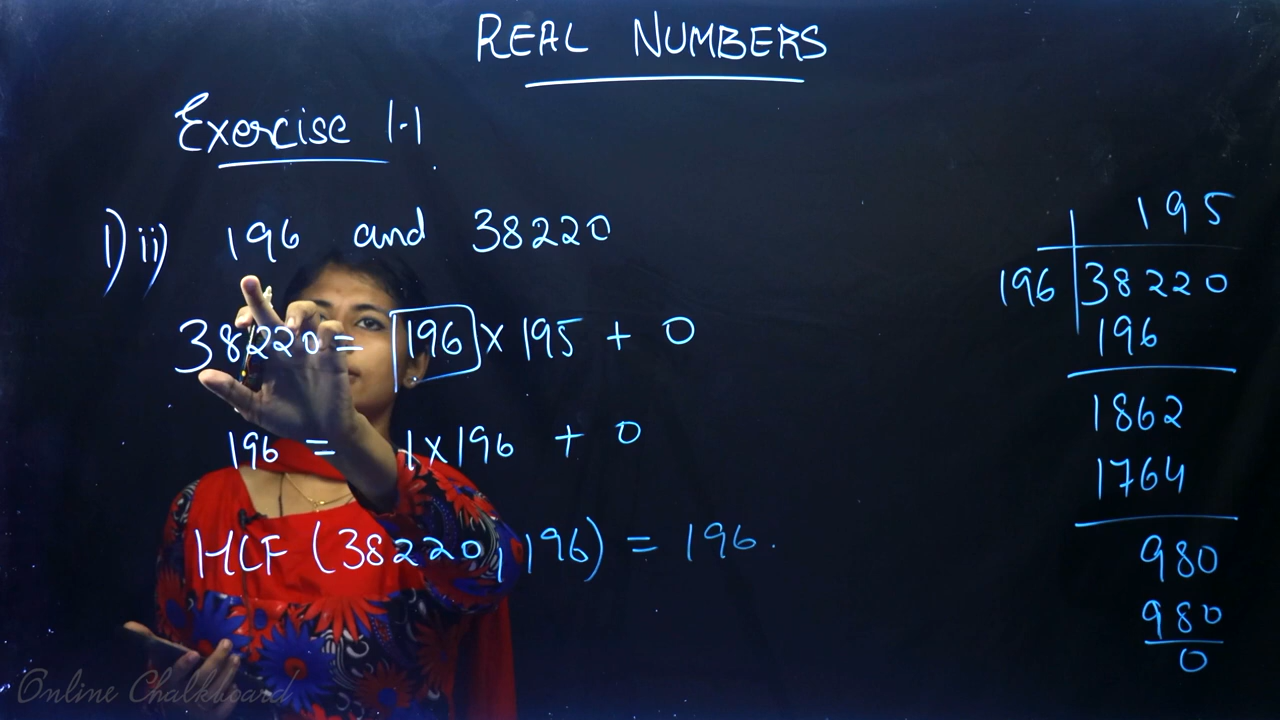 REAL NUMBERS
Exercise 1.1
1) ii) 196 and 38220
38220 = 196 × 195 + 0
196 = 1 × 196 + 0
HCF (38220, 196) = 196.
195
196 38220
196
1862
1764
980
980
0
Online Chalkboard